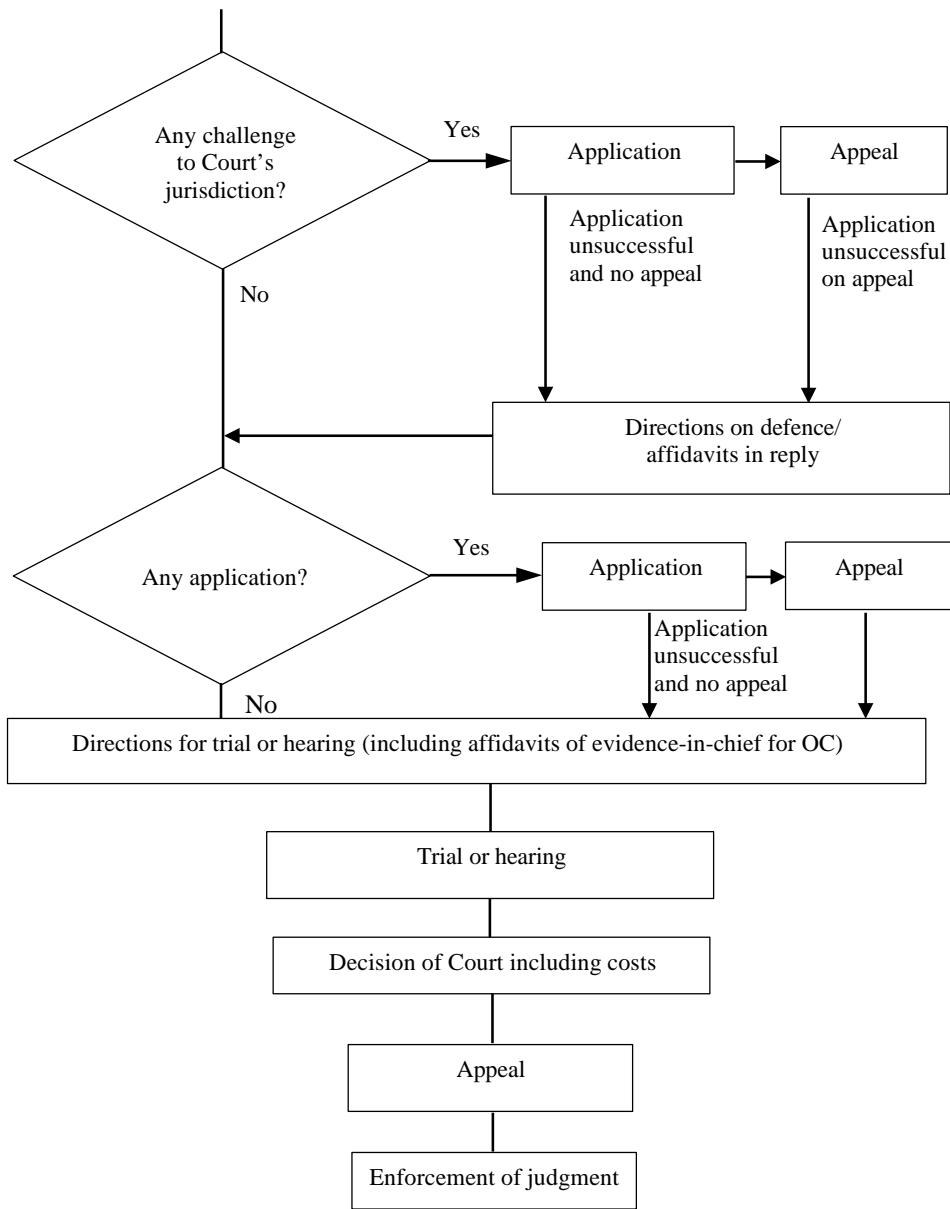 Any challenge
to Court’s
jurisdiction?
Yes
Application
Appeal
Application
unsuccessful
and no appeal
Application
unsuccessful
on appeal
No
Directions on defence/
affidavits in reply
Any application?
Yes
Application
Appeal
Application
unsuccessful
and no appeal
No
Directions for trial or hearing (including affidavits of evidence-in-chief for OC)
Trial or hearing
Decision of Court including costs
Appeal
Enforcement of judgment